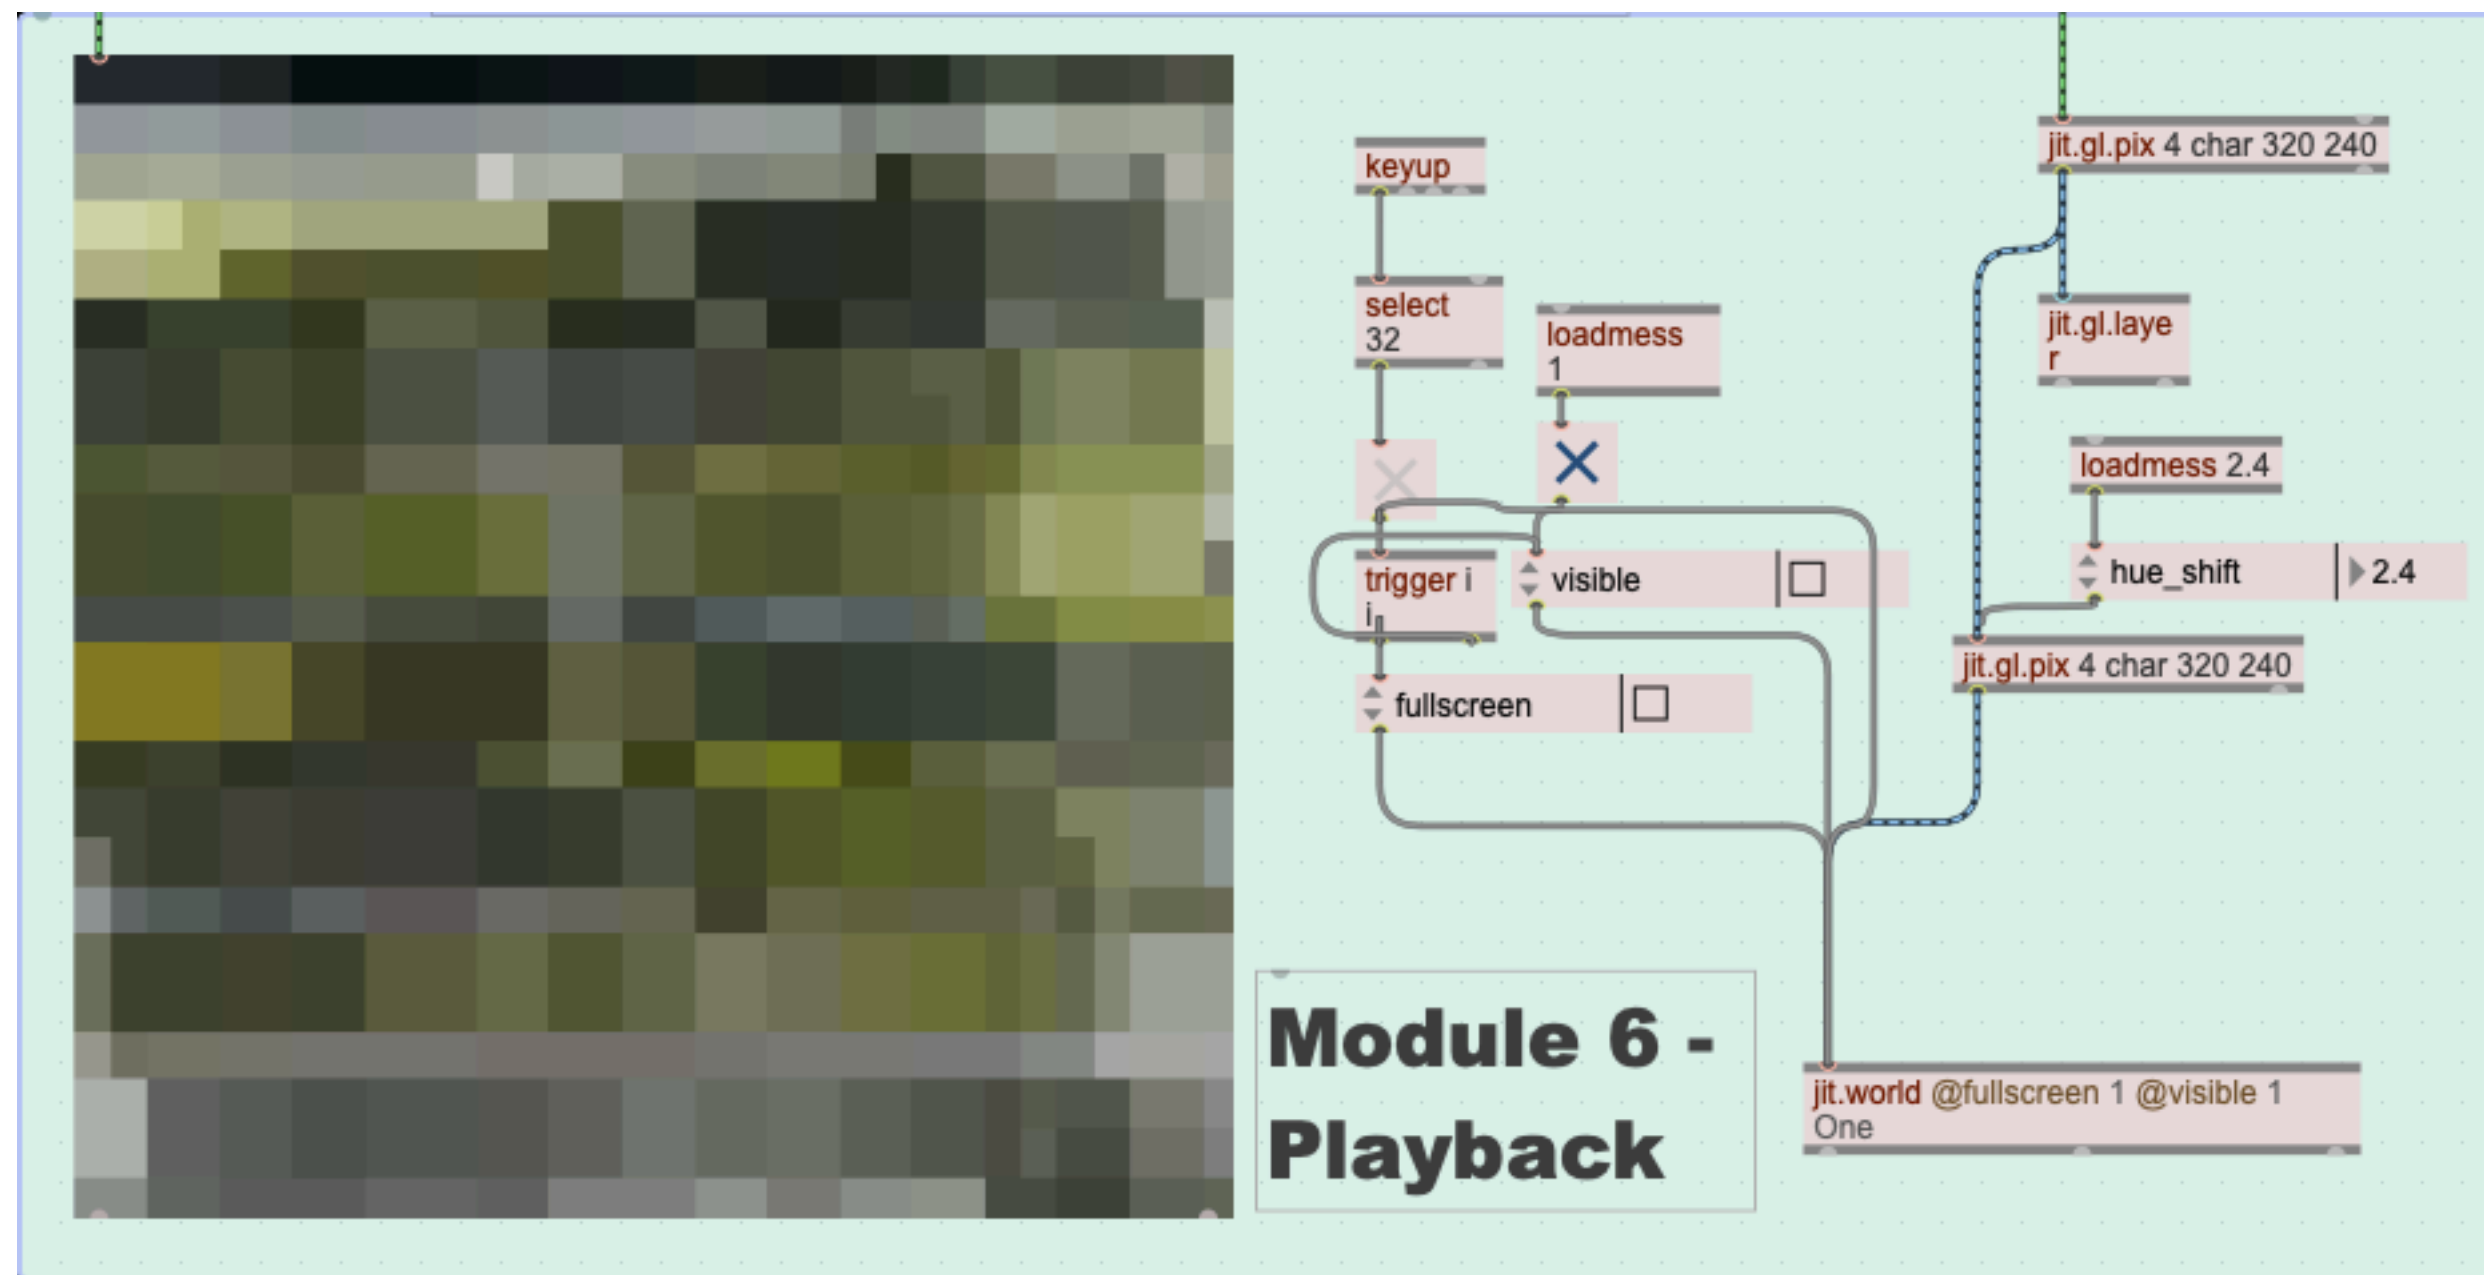 keyup
select
32
loadmess
1
trigger i
i
visible
fullscreen
jit.gl.pix 4 char 320 240
jit.gl.laye
r
loadmess 2.4
hue_shift 2.4
jit.gl.pix 4 char 320 240
Module 6 -
Playback
jit.world @fullscreen 1 @visible 1
One